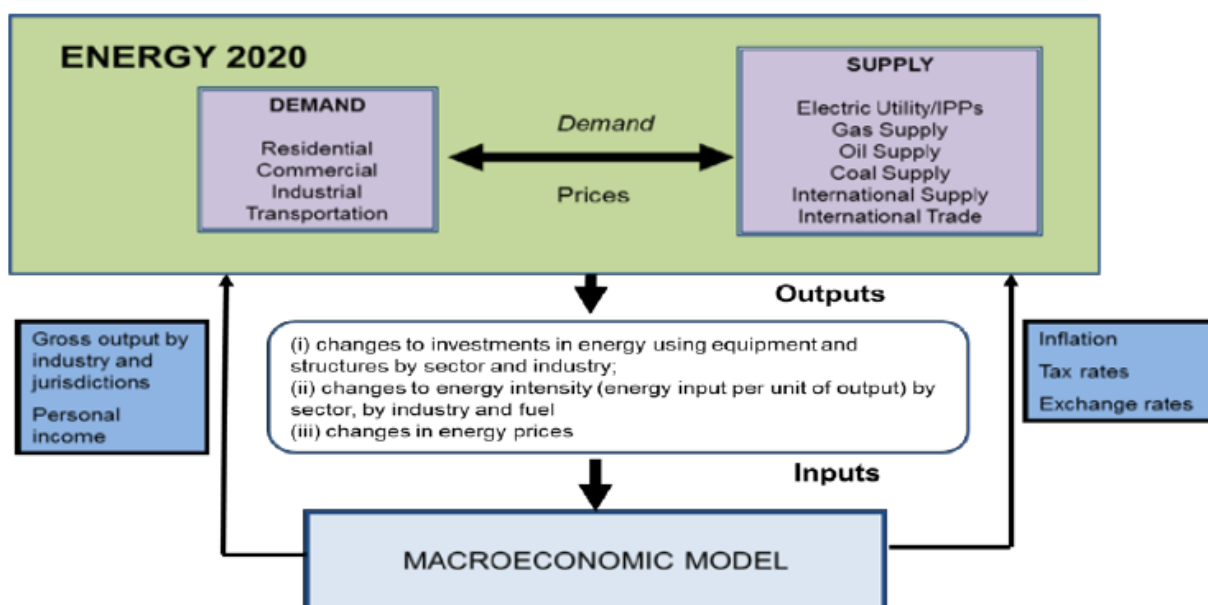 ENERGY 2020
DEMAND
Residential
Commercial
Industrial
Transportation
Demand
Prices
SUPPLY
Electric Utility/IPPs
Gas Supply
Oil Supply
Coal Supply
International Supply
International Trade
Outputs
Gross output by
industry and
jurisdictions
Personal
income
(i) changes to investments in energy using equipment and
structures by sector and industry;
(ii) changes to energy intensity (energy input per unit of output) by
sector, by industry and fuel
(iii) changes in energy prices
Inflation
Tax rates
Exchange rates
Inputs
MACROECONOMIC MODEL